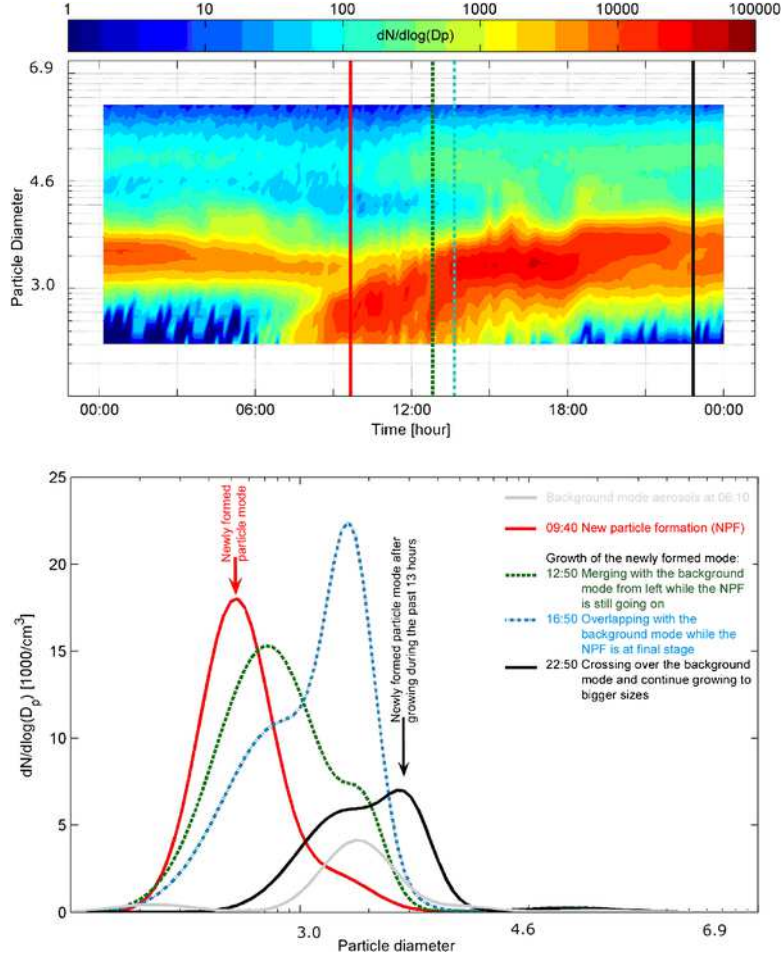 1 10 100 1000 10000 100000
dN/dlog(Dp)
6.9
4.6
3.0
Particle Diameter
00:00 06:00 12:00 18:00 00:00
Time [hour]
25
20
15
10
5
0
dN/dlog(Dp) [1000/cm3]
Newly formed
particle mode
Newly formed particle mode after
growing during the past 13 hours
Background mode aerosols at 06:10
09:40 New particle formation (NPF)
Growth of the newly formed mode:
12:50 Merging with the background
mode from left while the NPF
is still going on
16:50 Overlapping with the
background mode while the
NPF is at final stage
22:50 Crossing over the background
mode and continue growing to
bigger sizes
3.0 4.6 6.9
Particle diameter